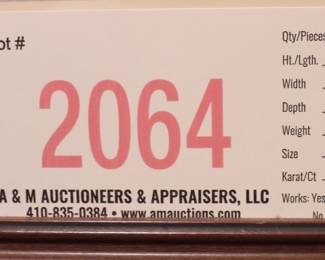 ot #
2064
A & M AUCTIONEERS & APPRAISERS, LLC
410-835-0384 • www.amauctions.com
Qty/Pieces
Ht./Lgth.
Width
Depth
Weight
Size
Karat/Ct
Works: Yes
No